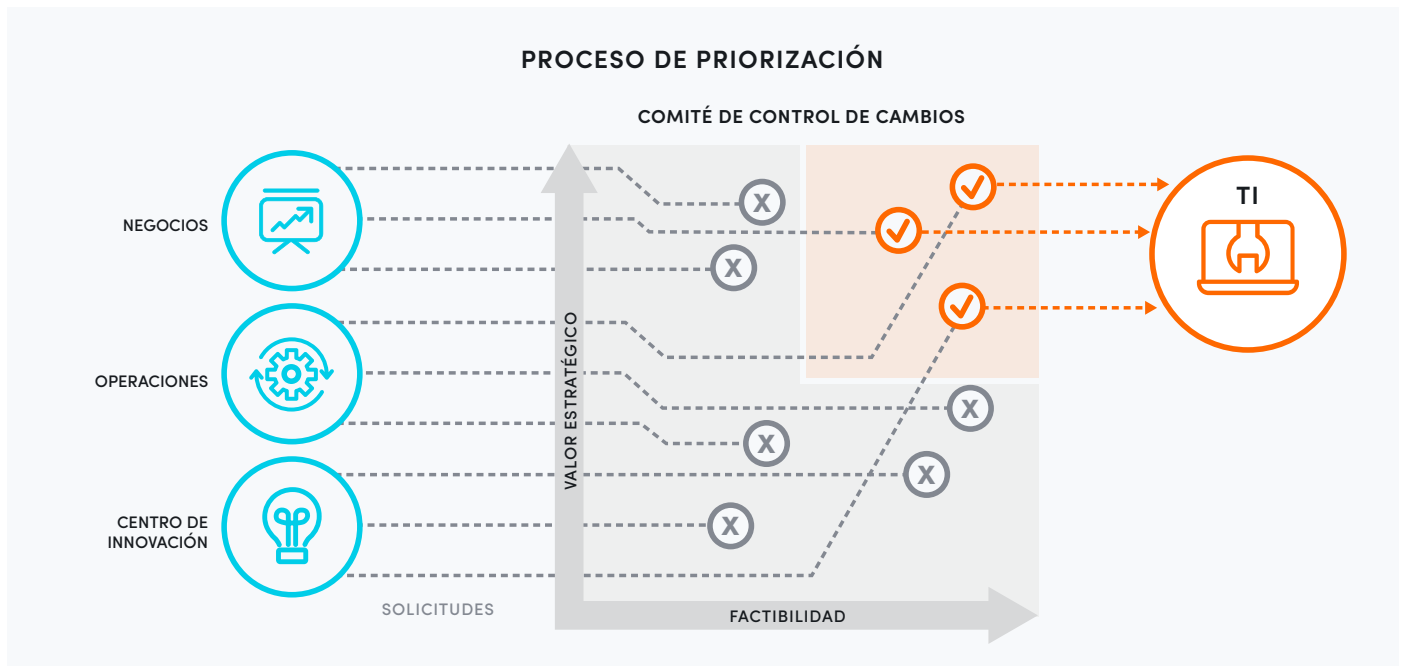 PROCESO DE PRIORIZACIÓN
COMITÉ DE CONTROL DE CAMBIOS
NEGOCIOS
OPERACIONES
CENTRO DE
INNOVACIÓN
SOLICITUDES
VALOR ESTRATÉGICO
X
X
X
X
X
X
FACTIBILIDAD
TI